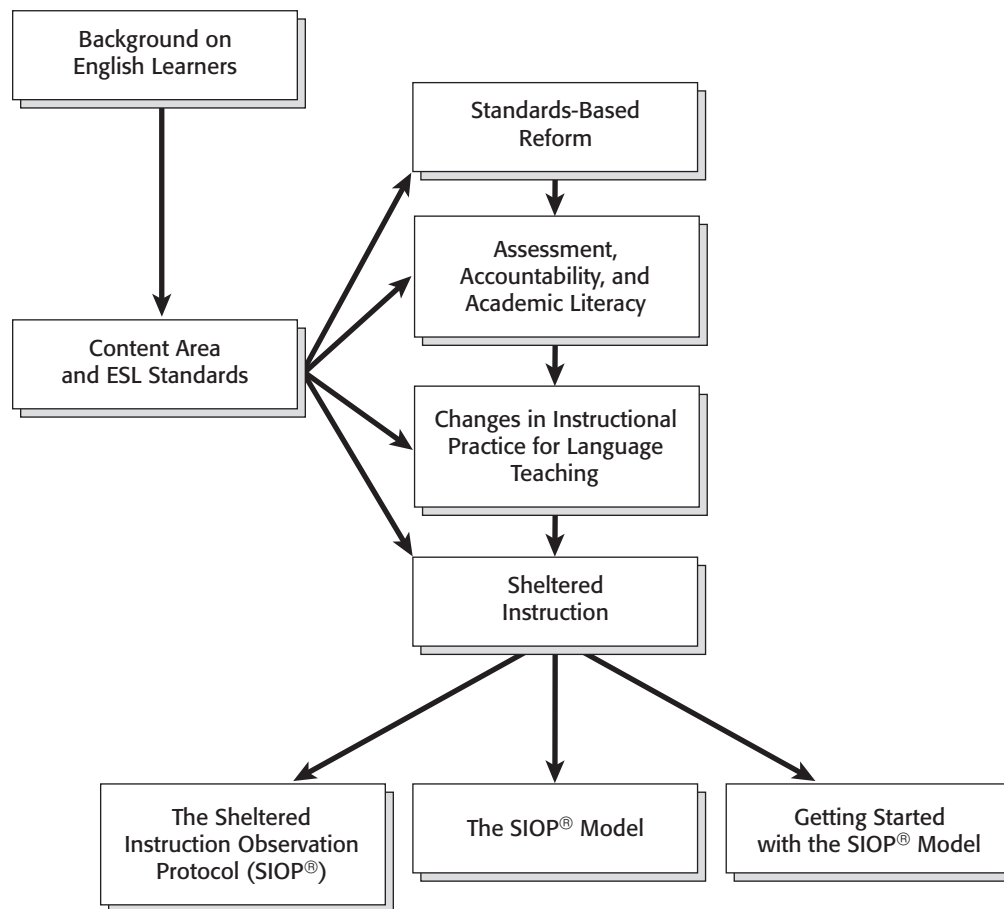 Background on
English Learners
Standards-Based
Reform
Assessment,
Accountability, and
Academic Literacy
Content Area
and ESL Standards
Changes in Instructional
Practice for Language
Teaching
Sheltered
Instruction
The Sheltered
Instruction Observation
Protocol (SIOP®)
The SIOP® Model
Getting Started
with the SIOP® Model